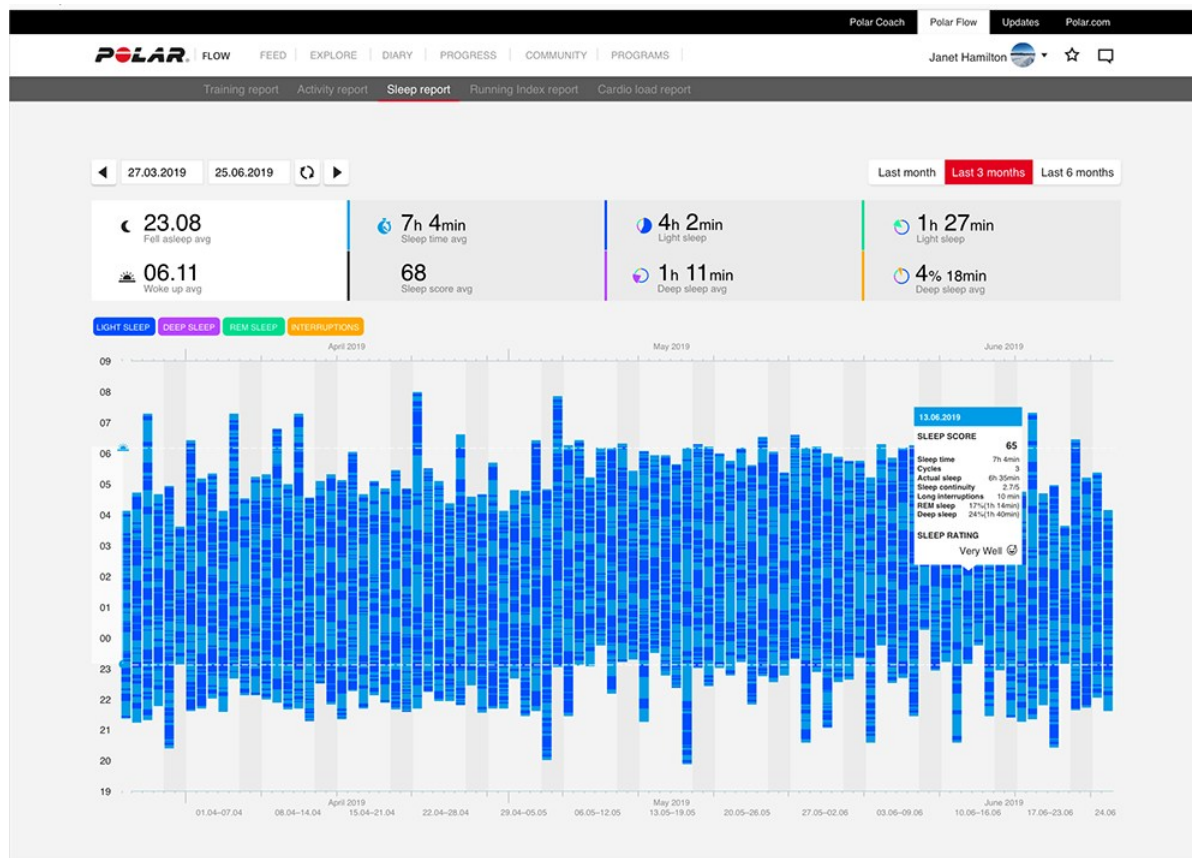 Polar Coach Polar Flow Updates Polar.com
POLAR. FLOW FEED EXPLORE DIARY PROGRESS COMMUNITY PROGRAMS Janet Hamilton
Training report Activity report Sleep report Running Index report Cardio load report
27.03.2019 25.06.2019 Last month Last 3 months Last 6 months
23.08 7h 4min 4h 2min 1h 27min
Fell asleep avg Sleep time avg Light sleep Light sleep
06.11 68 1h 11min 4% 18min
Woke up avg Sleep score avg Deep sleep avg Deep sleep avg
LIGHT SLEEP DEEP SLEEP REM SLEEP INTERRUPTIONS
April 2019 May 2019 June 2019
09
08
07
06
05
04
03
02
01
00
23
22
21
20
19
13.06.2019
SLEEP SCORE
65
Sleep time 7h 4min
Cycles 3
Actual sleep 6h 35min
Sleep continuity 2.7/5
Long interruptions 10 min
REM sleep 17%(1h 14min)
Deep sleep 24%(1h 40min)
SLEEP RATING
Very Well
April 2019 May 2019 June 2019
01.04–07.04 08.04–14.04 15.04–21.04 22.04–28.04 29.04–05.05 06.05–12.05 13.05–19.05 20.05–26.05 27.05–02.06 03.06–09.06 10.06–16.06 17.06–23.06 24.06